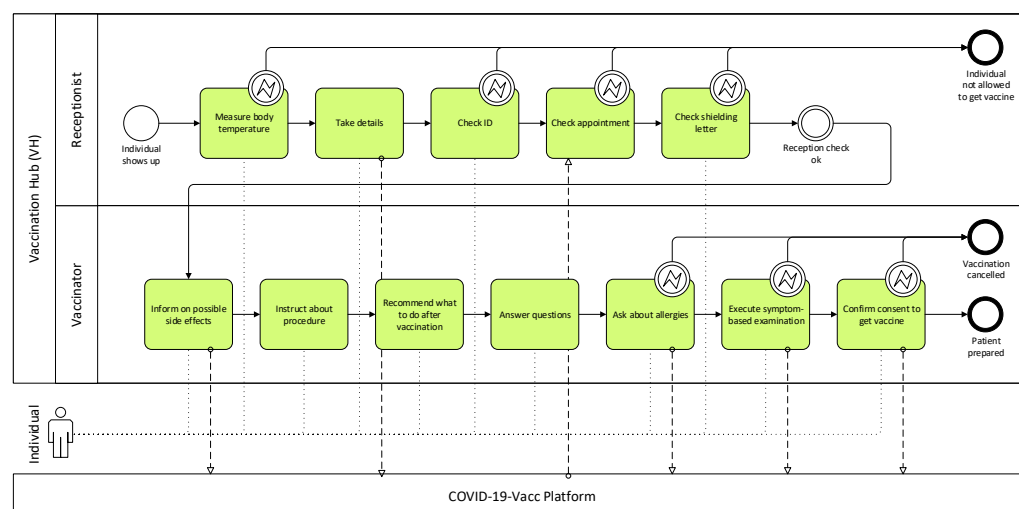 Vaccination Hub (VH)
Receptionist
Individual
shows up
Measure body
temperature
Take details
Check ID
Check appointment
Check shielding
letter
Reception check
ok
Individual
not allowed
to get vaccine
Vaccinator
Inform on possible
side effects
Instruct about
procedure
Recommend what
to do after
vaccination
Answer questions
Ask about allergies
Execute symptom-
based examination
Confirm consent to
get vaccine
Vaccination
cancelled
Patient
prepared
Individual
COVID-19-Vacc Platform